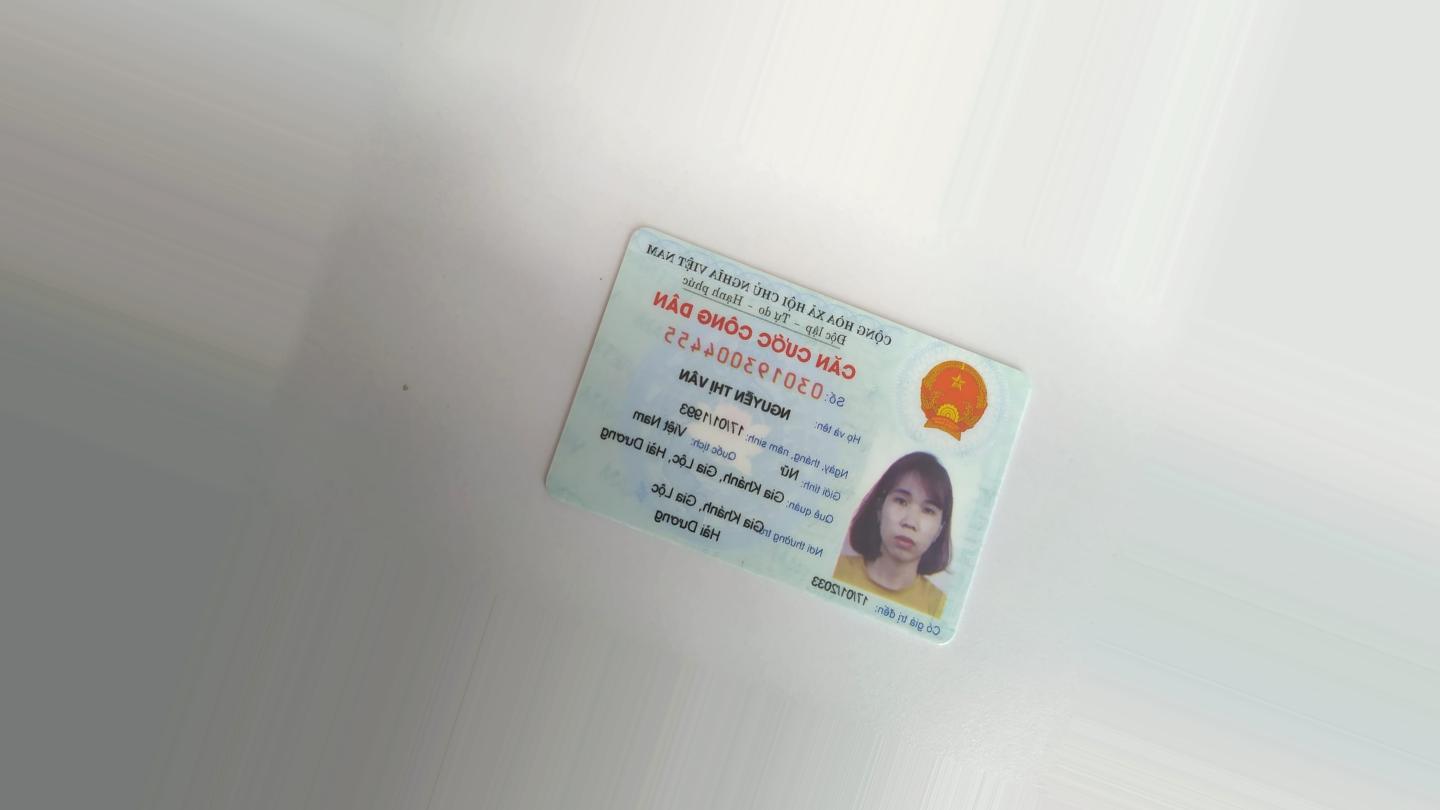 CỘNG HÒA XÃ HỘI CHỦ NGHĨA VIỆT NAM
Độc lập - Tự do - Hạnh phúc
CĂN CƯỚC CÔNG DÂN
Số: 030193004455
Họ và tên: NGUYỄN THỊ VÂN
Ngày, tháng, năm sinh: 17/01/1993
Giới tính: Nữ Quốc tịch: Việt Nam
Quê quán: Gia Khánh, Gia Lộc, Hải Dương
Nơi thường trú: Gia Khánh, Gia Lộc
Hải Dương
Có giá trị đến: 17/01/2033